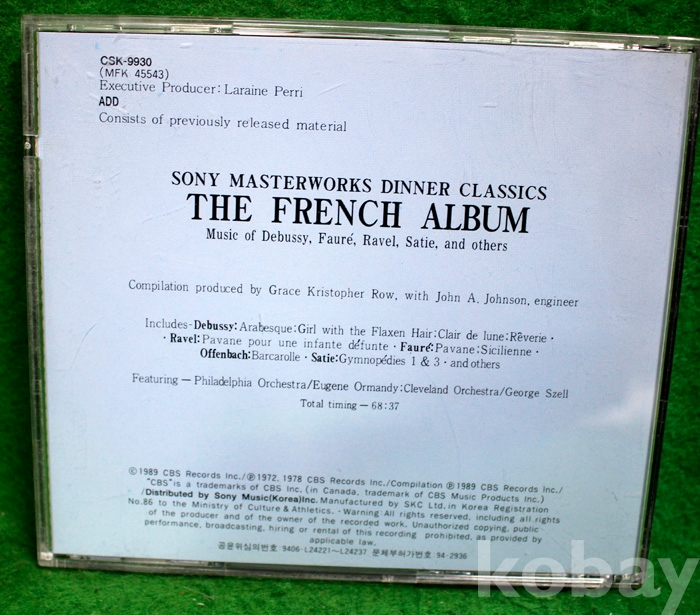 CSK-9930
(MFK 45543)
Executive Producer: Laraine Perri
ADD
Consists of previously released material
SONY MASTERWORKS DINNER CLASSICS
THE FRENCH ALBUM
Music of Debussy, Fauré, Ravel, Satie, and others
Compilation produced by Grace Kristopher Row, with John A. Johnson, engineer
Includes-Debussy:Arabesque:Girl with the Flaxen Hair:Clair de lune:Rêverie・
・Ravel:Pavane pour une infante défunte・Fauré:Pavane:Sicilienne・
Offenbach:Barcarolle・Satie:Gymnopédies 1 & 3・and others
Featuring—Philadelphia Orchestra/Eugene Ormandy:Cleveland Orchestra/George Szell
Total timing—68:37
©1989 CBS Records Inc./℗1972, 1978 CBS Records Inc./Compilation ℗1989 CBS Records Inc./
"CBS"is a trademarks of CBS Inc. (in Canada, trademark of CBS Music Products Inc.)
/Distributed by Sony Music(Korea)Inc. Manufactured by SKC Ltd. in Korea Registration
No.86 to the Ministry of Culture & Athletics.・Warning: All rights reserved, including all rights
of the producer and of the owner of the recorded work. Unauthorized copying, public
performance, broadcasting, hiring or rental of this recording prohibited, as provided by
applicable law.
공윤위심의번호 9406-L24221~L24237 문제부허가번호 94-2936
kobay